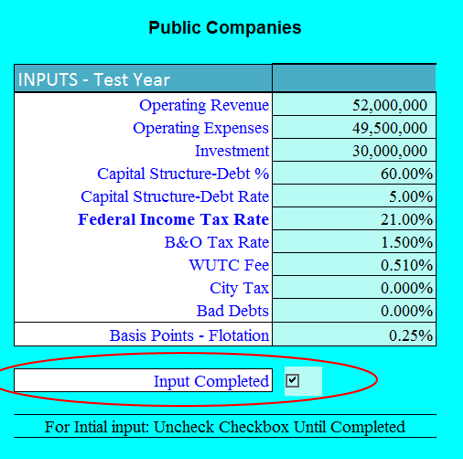 Public Companies
INPUTS - Test Year
Operating Revenue 52,000,000
Operating Expenses 49,500,000
Investment 30,000,000
Capital Structure-Debt % 60.00%
Capital Structure-Debt Rate 5.00%
Federal Income Tax Rate 21.00%
B&O Tax Rate 1.500%
WUTC Fee 0.510%
City Tax 0.000%
Bad Debts 0.000%
Basis Points - Flotation 0.25%
Input Completed
For Intial input: Uncheck Checkbox Until Completed